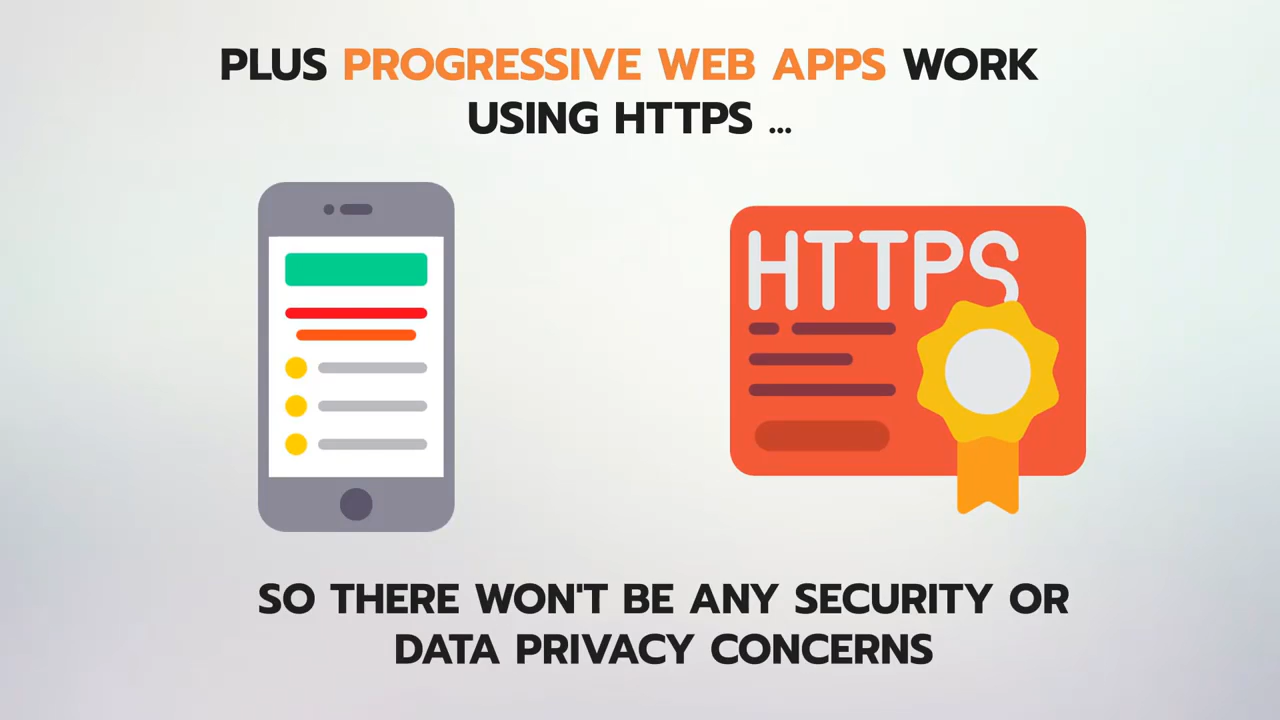 PLUS PROGRESSIVE WEB APPS WORK
USING HTTPS ...
HTTPS
SO THERE WON'T BE ANY SECURITY OR
DATA PRIVACY CONCERNS